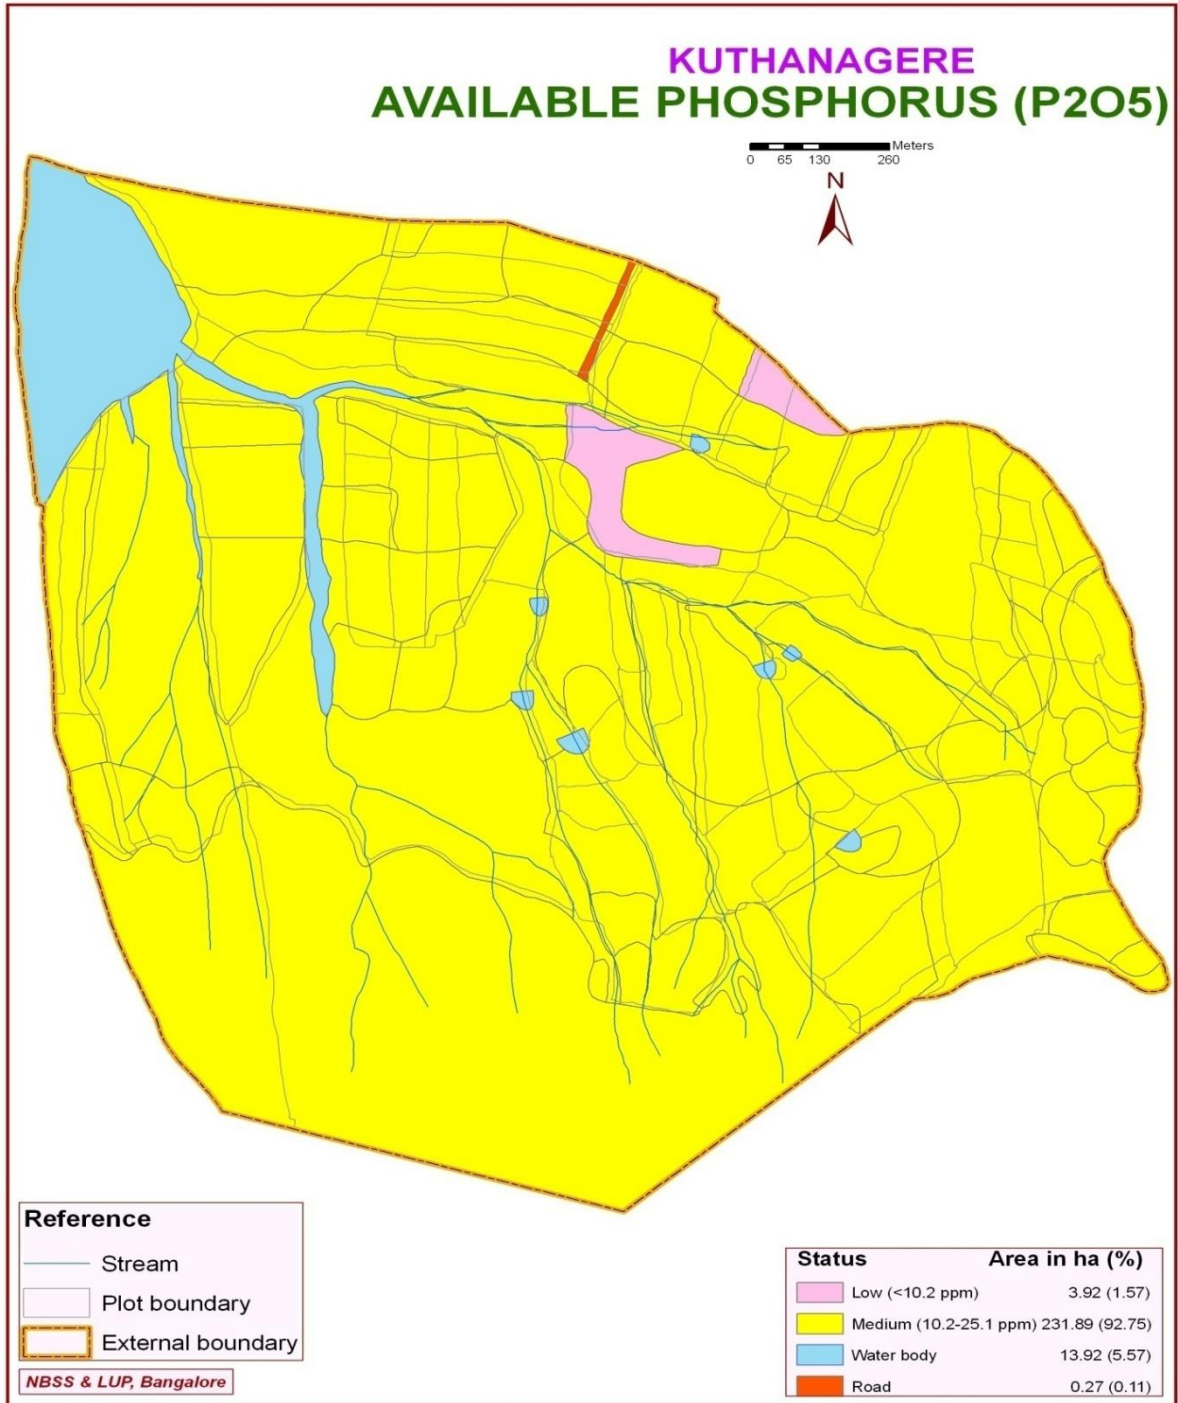 KUTHANAGERE
AVAILABLE PHOSPHORUS (P2O5)
Meters
0 65 130 260
N
Reference
Stream
Plot boundary
External boundary
NBSS & LUP, Bangalore
Status Area in ha (%)
Low (<10.2 ppm) 3.92 (1.57)
Medium (10.2-25.1 ppm) 231.89 (92.75)
Water body 13.92 (5.57)
Road 0.27 (0.11)